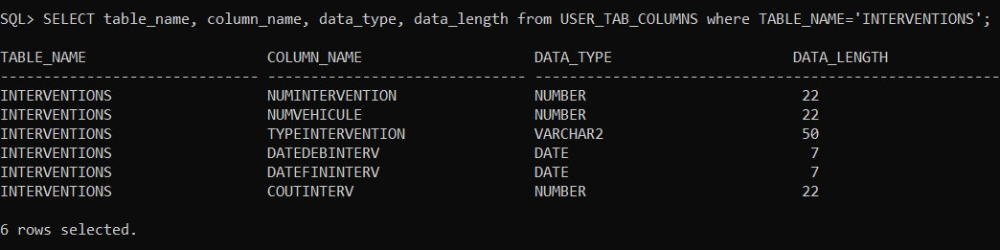 SQL> SELECT table_name, column_name, data_type, data_length from USER_TAB_COLUMNS where TABLE_NAME='INTERVENTIONS';
TABLE_NAME                     COLUMN_NAME                    DATA_TYPE                     DATA_LENGTH
------------------------------ ------------------------------ ------------------------------------------------------
INTERVENTIONS                  NUMINTERVENTION                NUMBER                         22
INTERVENTIONS                  NUMVEHICULE                    NUMBER                         22
INTERVENTIONS                  TYPEINTERVENTION               VARCHAR2                       50
INTERVENTIONS                  DATEDEBINTERV                  DATE                            7
INTERVENTIONS                  DATEFININTERV                  DATE                            7
INTERVENTIONS                  COUTINTERV                     NUMBER                         22
6 rows selected.